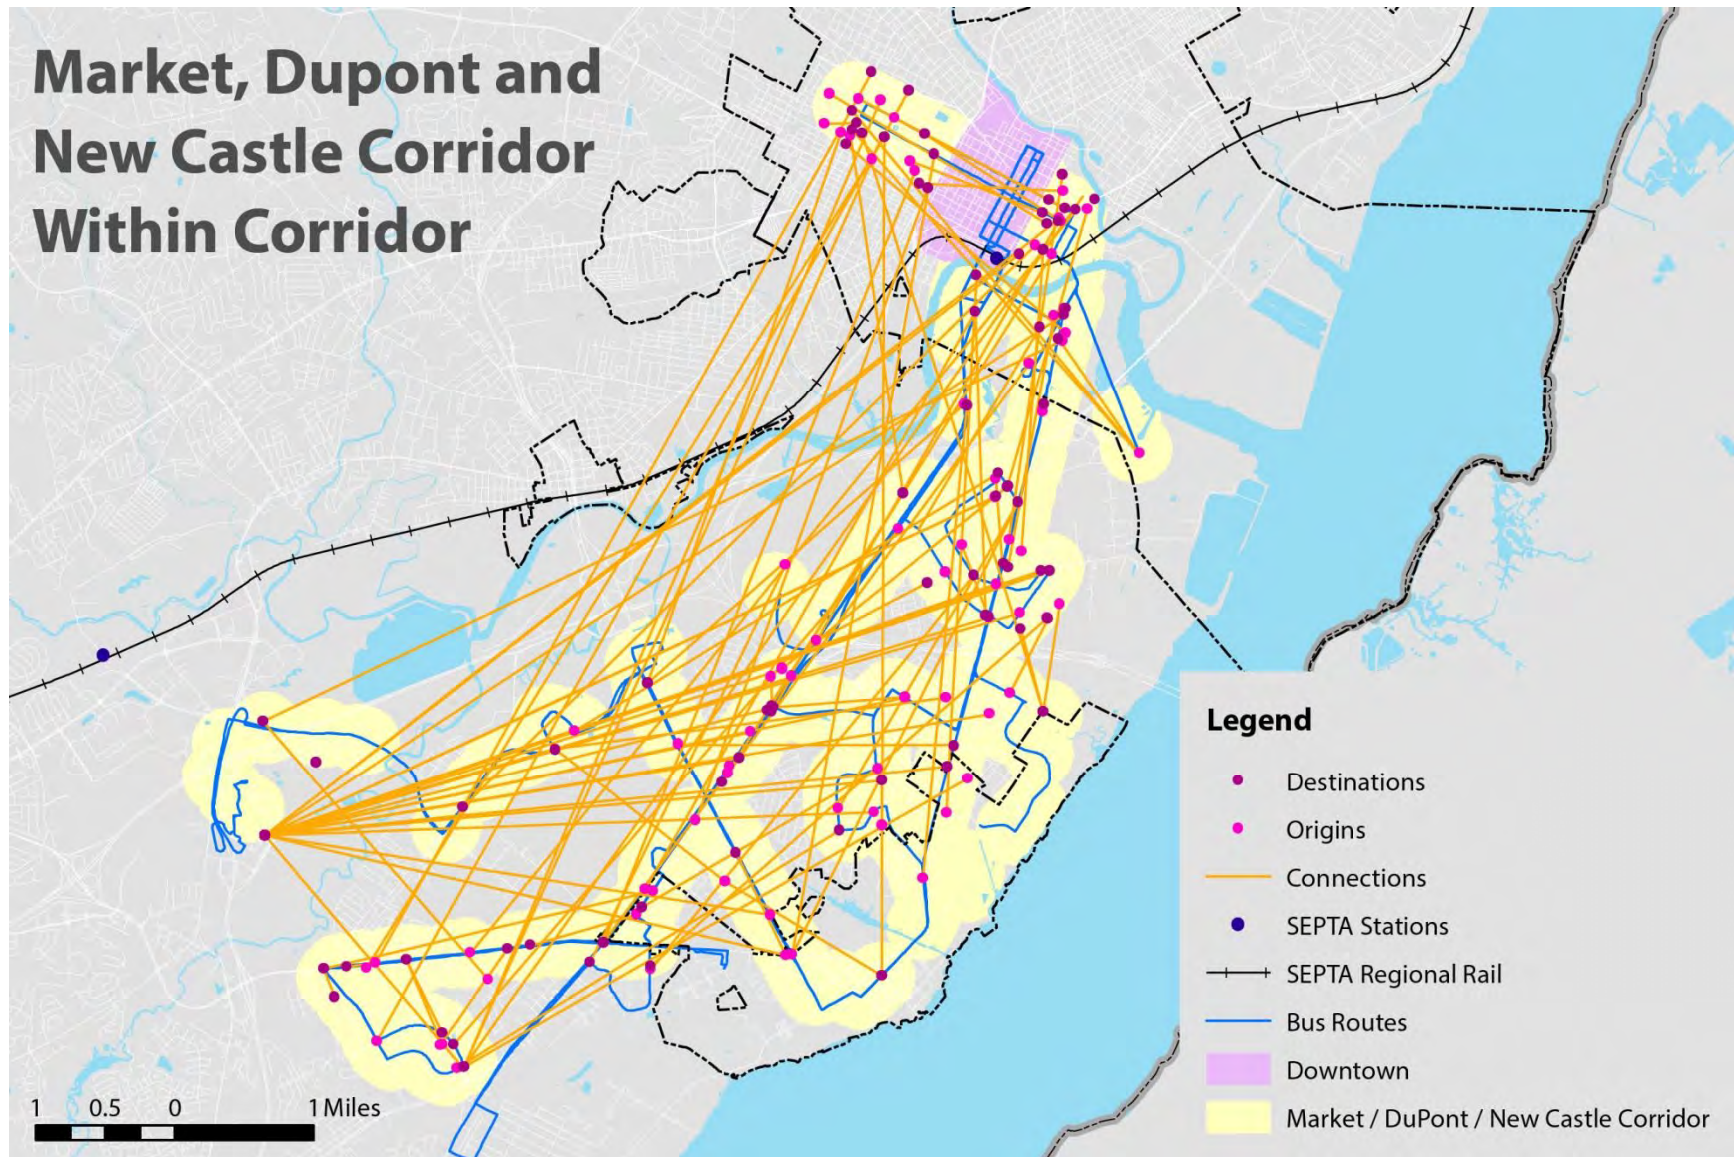 Market, Dupont and
New Castle Corridor
Within Corridor
Legend
Destinations
Origins
Connections
SEPTA Stations
SEPTA Regional Rail
Bus Routes
Downtown
Market / DuPont / New Castle Corridor
1 0.5 0 1 Miles